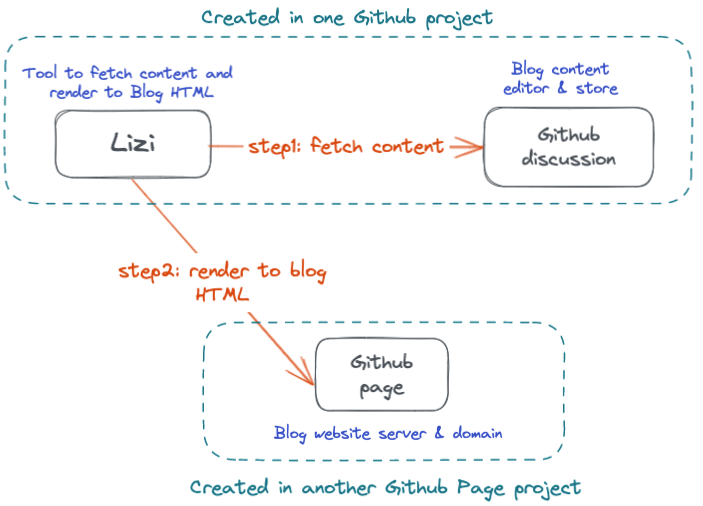 Created in one Github project
Tool to fetch content and
render to Blog HTML
Blog content
editor & store
Lizi
step1: fetch content
Github
discussion
step2: render to blog
HTML
Github
page
Blog website server & domain
Created in another Github Page project